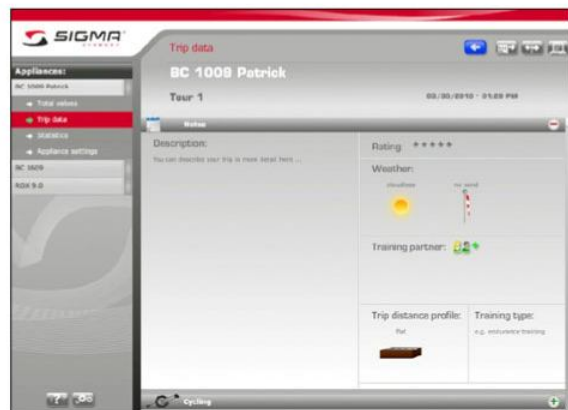 SIGMA
GERMANY
Trip data
Appliances:
BC 1009 Patrick
BC 1009 Patrick
Tour 1
03/30/2010 - 01:29 PM
Total values
Trip data
Statistics
Appliance settings
BC 1609
ROX 9.0
Notes
Description:
You can describe your trip in more detail here ...
Rating:
Weather:
cloudless
no wind
Training partner:
Trip distance profile:
flat
Training type:
e.g. endurance training
Cycling